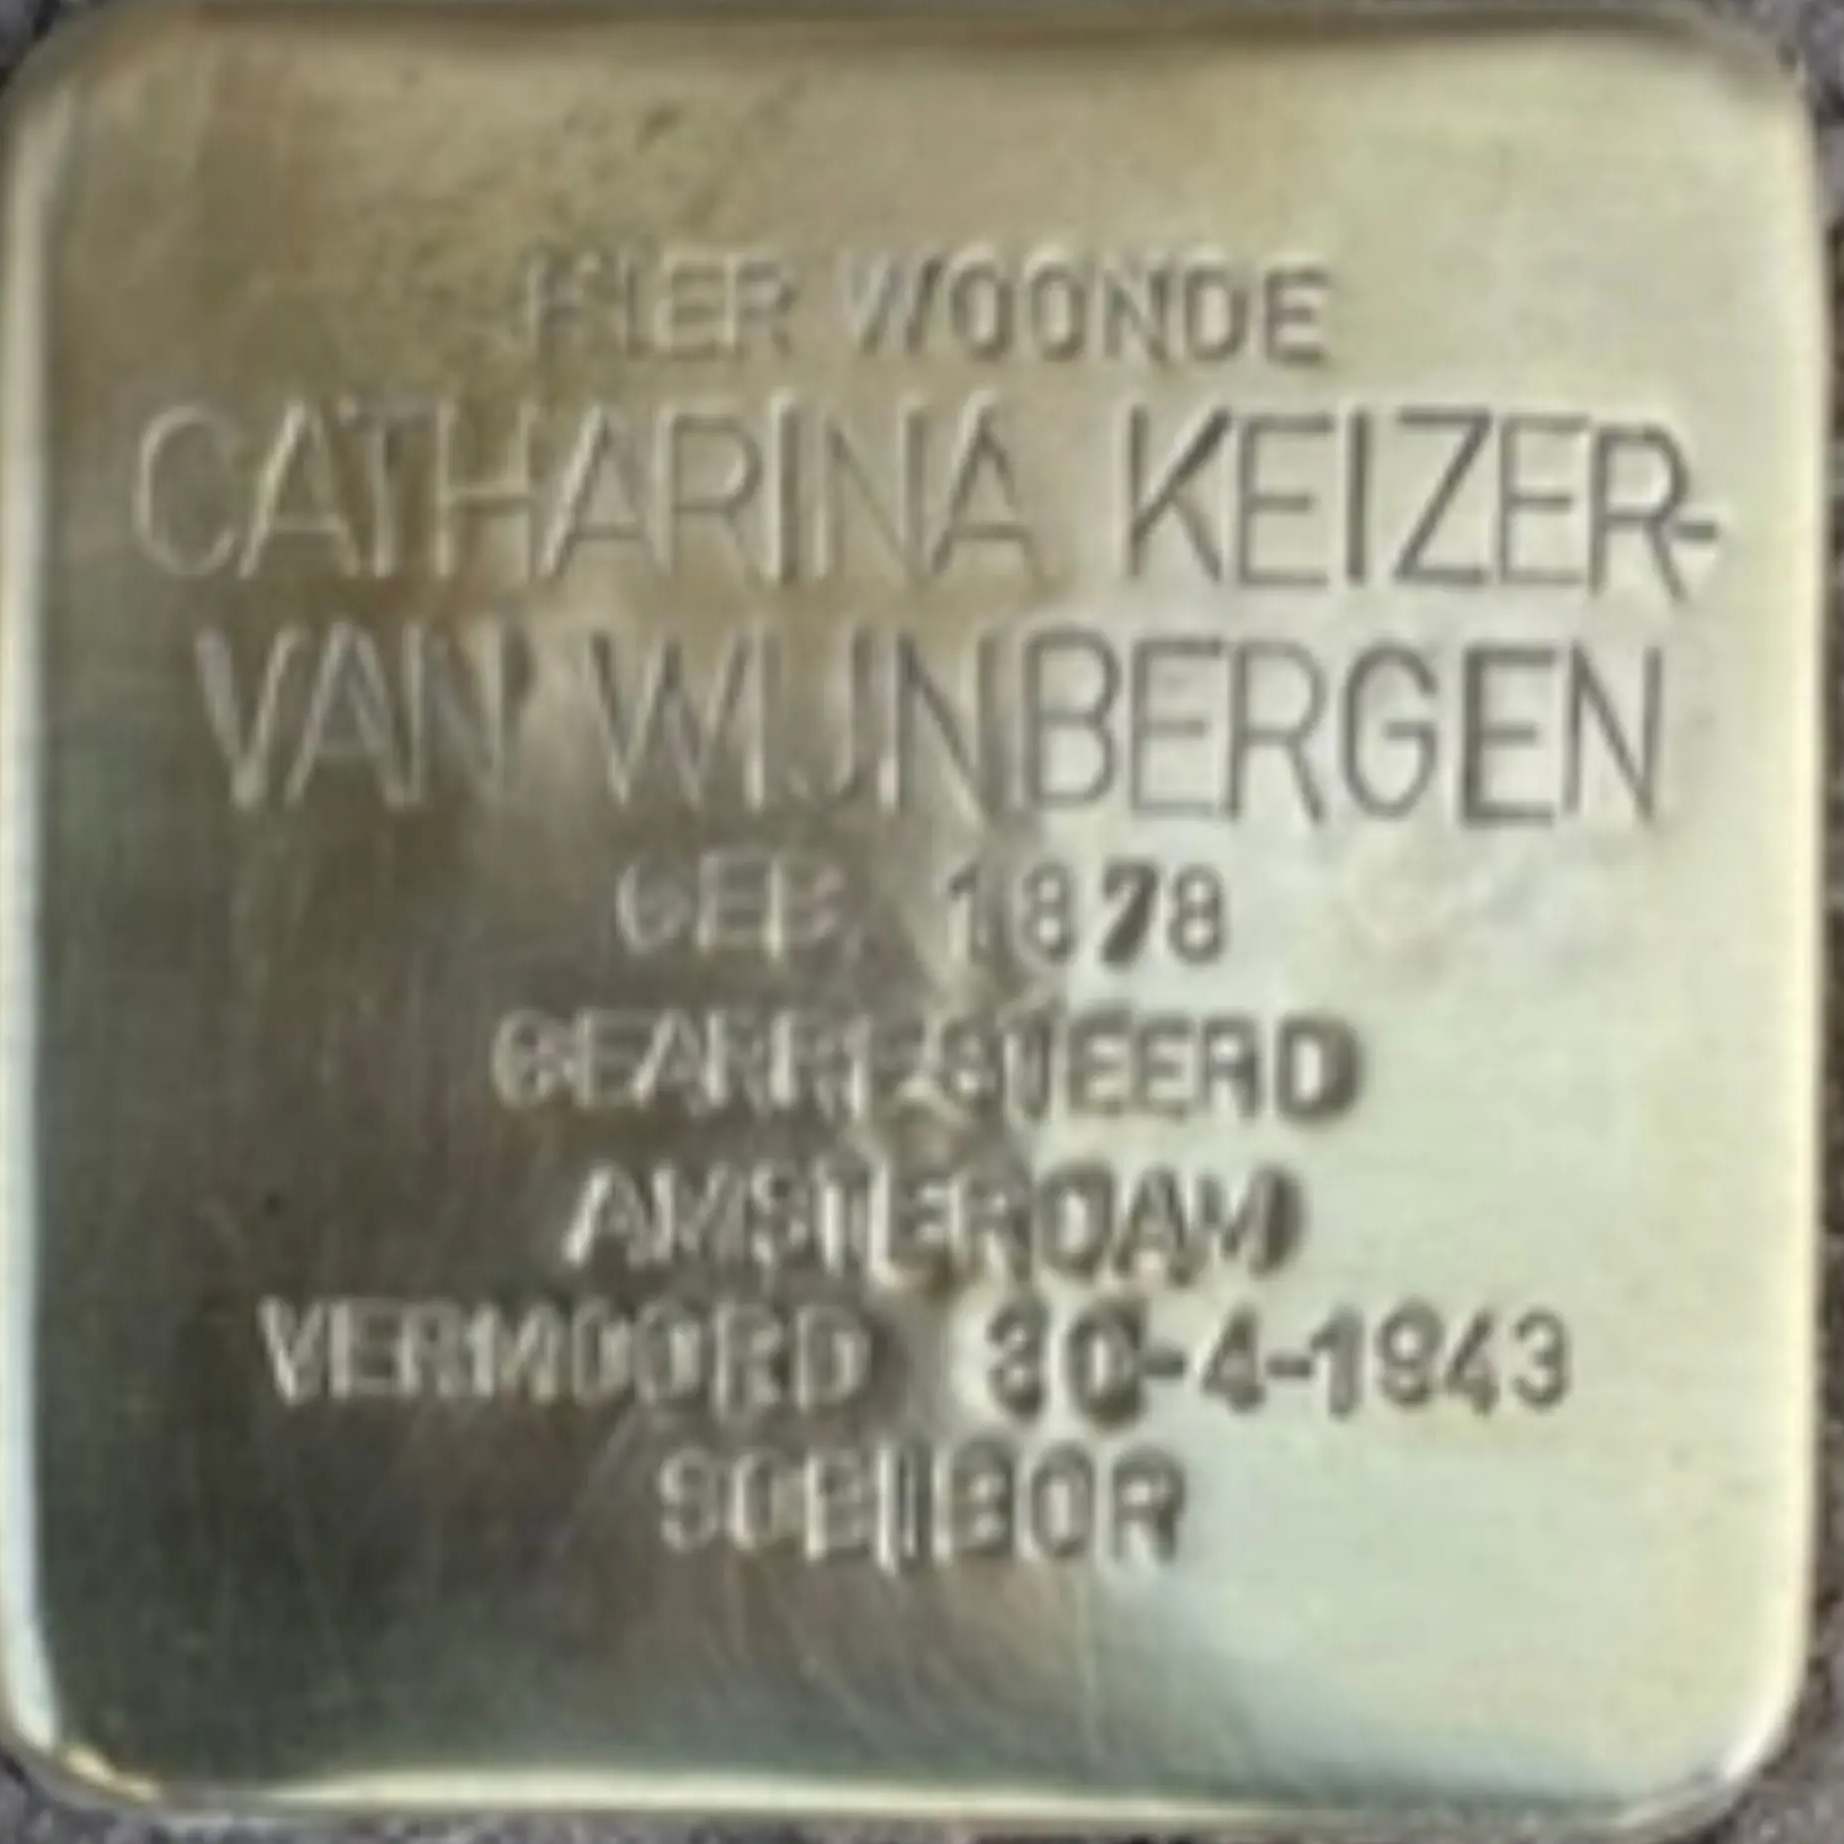 HIER WOONDE
CATHARINA KEIZER-
VAN WIJNBERGEN
GEB. 1878
GEARRESTEERD
AMSTERDAM
VERMOORD 30-4-1943
SOBIBOR